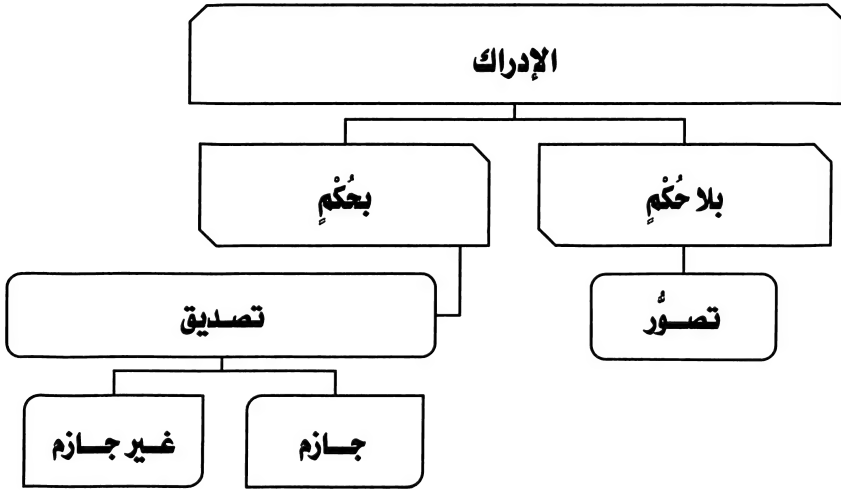 الإدراك
بلا حُكْمٍ
بحُكْمٍ
تصوُّر
تصديق
جازم
غير جازم